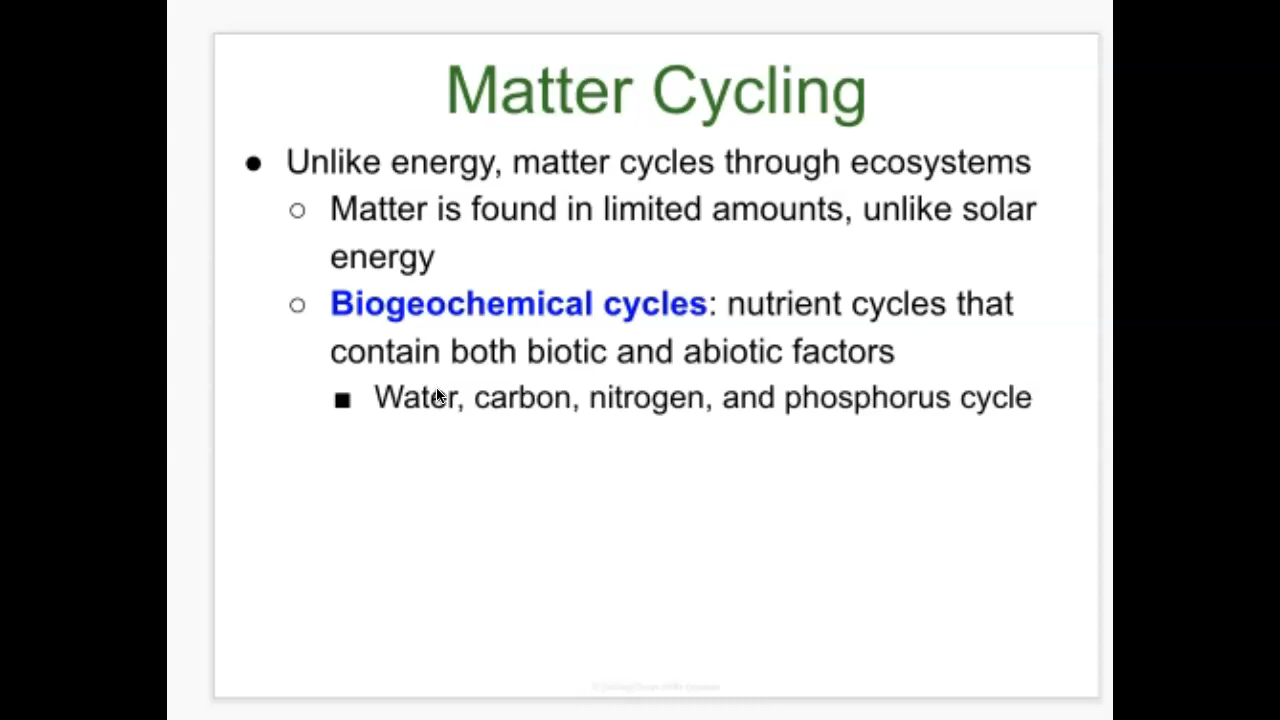 Matter Cycling
● Unlike energy, matter cycles through ecosystems
○ Matter is found in limited amounts, unlike solar
energy
○ Biogeochemical cycles: nutrient cycles that
contain both biotic and abiotic factors
■ Water, carbon, nitrogen, and phosphorus cycle